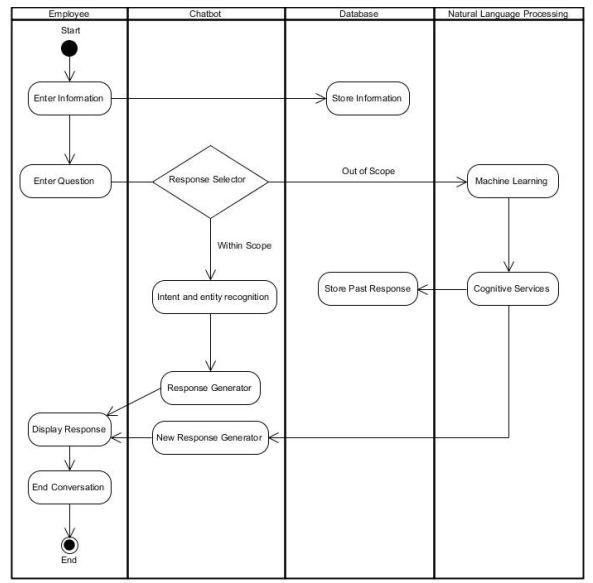 Employee
Chatbot
Database
Natural Language Processing
Start
Enter Information
Store Information
Enter Question
Response Selector
Out of Scope
Machine Learning
Within Scope
Intent and entity recognition
Store Past Response
Cognitive Services
Response Generator
Display Response
New Response Generator
End Conversation
End